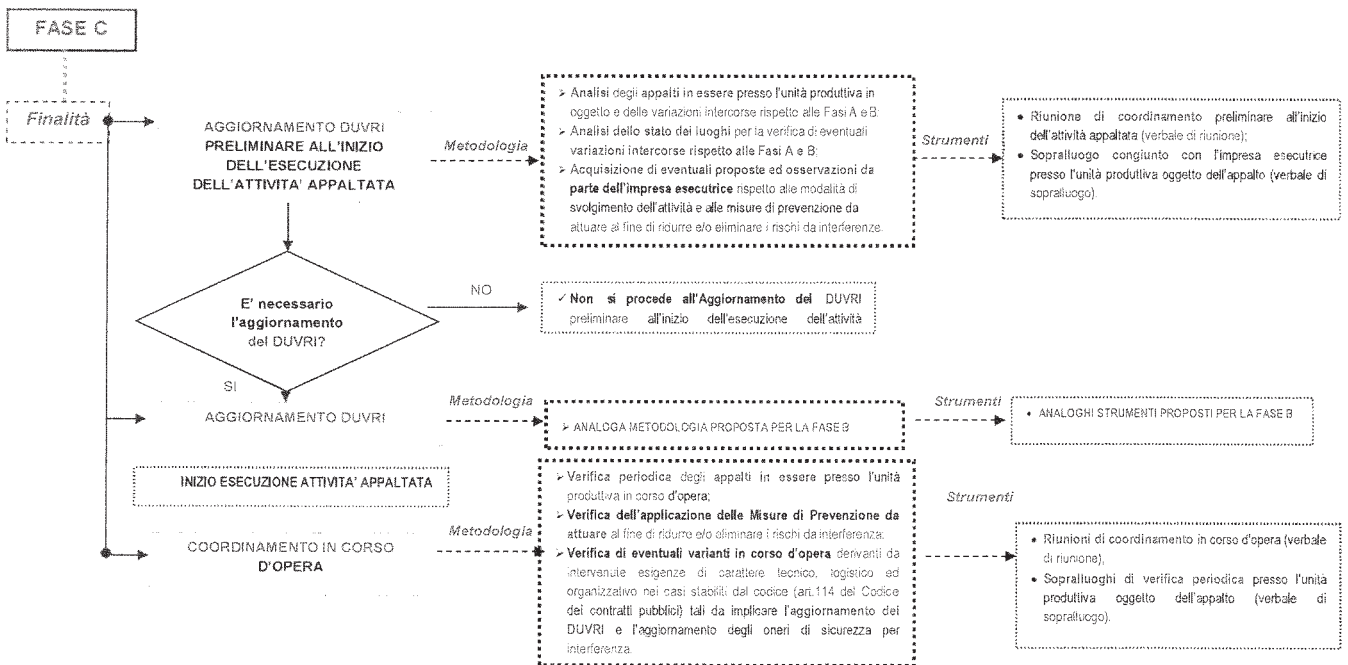 FASE C
Finalità
AGGIORNAMENTO DUVRI
PRELIMINARE ALL'INIZIO
DELL'ESECUZIONE
DELL'ATTIVITA' APPALTATA
Metodologia
➢ Analisi degli appalti in essere presso l'unità produttiva in
oggetto e delle variazioni intercorse rispetto alle Fasi A e B;
➢ Analisi dello stato dei luoghi per la verifica di eventuali
variazioni intercorse rispetto alle Fasi A e B;
➢ Acquisizione di eventuali proposte ed osservazioni da
parte dell'impresa esecutrice rispetto alle modalità di
svolgimento dell'attività e alle misure di prevenzione da
attuare al fine di ridurre e/o eliminare i rischi da interferenze.
Strumenti
• Riunione di coordinamento preliminare all'inizio
dell'attività appaltata (verbale di riunione);
• Sopralluogo congiunto con l'impresa esecutrice
presso l'unità produttiva oggetto dell'appalto (verbale di
sopralluogo).
E' necessario
l'aggiornamento
del DUVRI?
NO
✓ Non si procede all'Aggiornamento del DUVRI
preliminare all'inizio dell'esecuzione dell'attività
SI
AGGIORNAMENTO DUVRI
Metodologia
➢ ANALOGA METODOLOGIA PROPOSTA PER LA FASE B
Strumenti
• ANALOGHI STRUMENTI PROPOSTI PER LA FASE B
INIZIO ESECUZIONE ATTIVITA' APPALTATA
COORDINAMENTO IN CORSO
D'OPERA
Metodologia
➢ Verifica periodica degli appalti in essere presso l'unità
produttiva in corso d'opera;
➢ Verifica dell'applicazione delle Misure di Prevenzione da
attuare al fine di ridurre e/o eliminare i rischi da interferenza;
➢ Verifica di eventuali varianti in corso d'opera derivanti da
intervenute esigenze di carattere tecnico, logistico ed
organizzativo nei casi stabiliti dal codice (art.114 del Codice
dei contratti pubblici) tali da implicare l'aggiornamento del
DUVRI e l'aggiornamento degli oneri di sicurezza per
interferenza.
Strumenti
• Riunioni di coordinamento in corso d'opera (verbale
di riunione);
• Sopralluoghi di verifica periodica presso l'unità
produttiva oggetto dell'appalto (verbale di
sopralluogo).